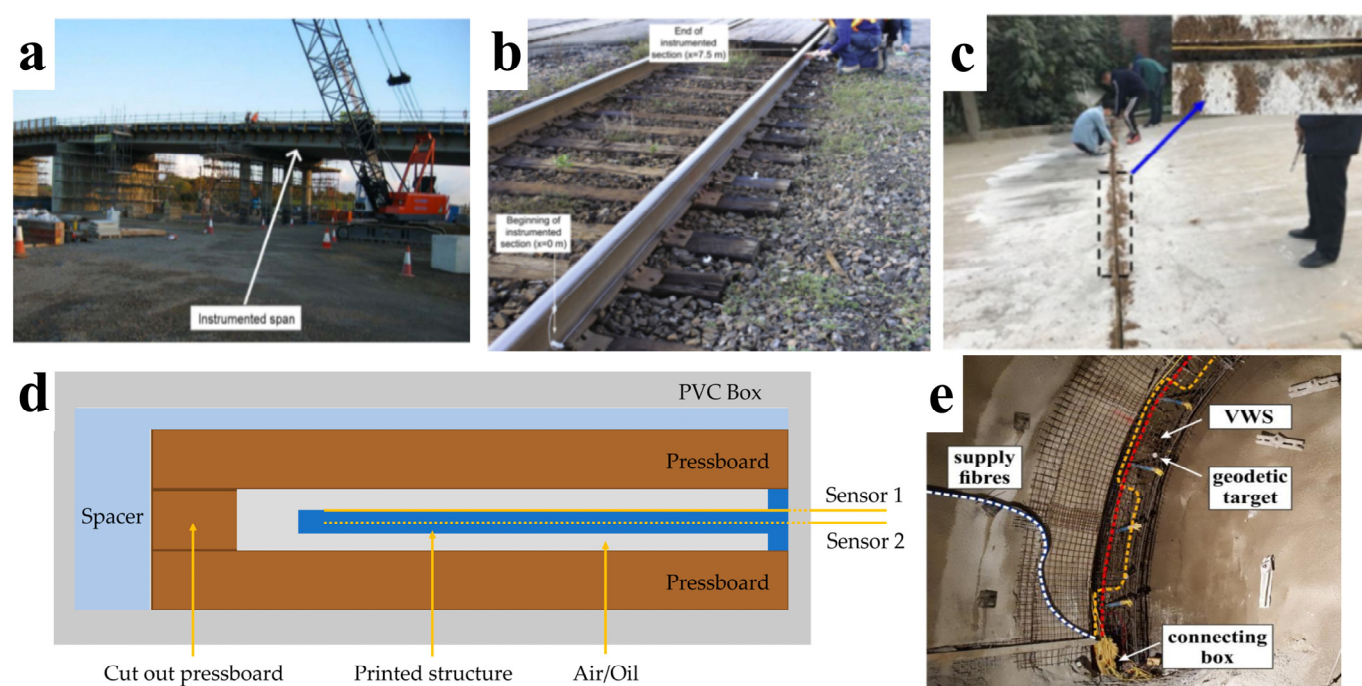 a
Instrumented span
b
End of
instrumented
section (x=7.5 m)
Beginning of
instrumented
section (x=0 m)
c
d
PVC Box
Pressboard
Spacer
Sensor 1
Sensor 2
Pressboard
Cut out pressboard
Printed structure
Air/Oil
e
VWS
supply
fibres
geodetic
target
connecting
box